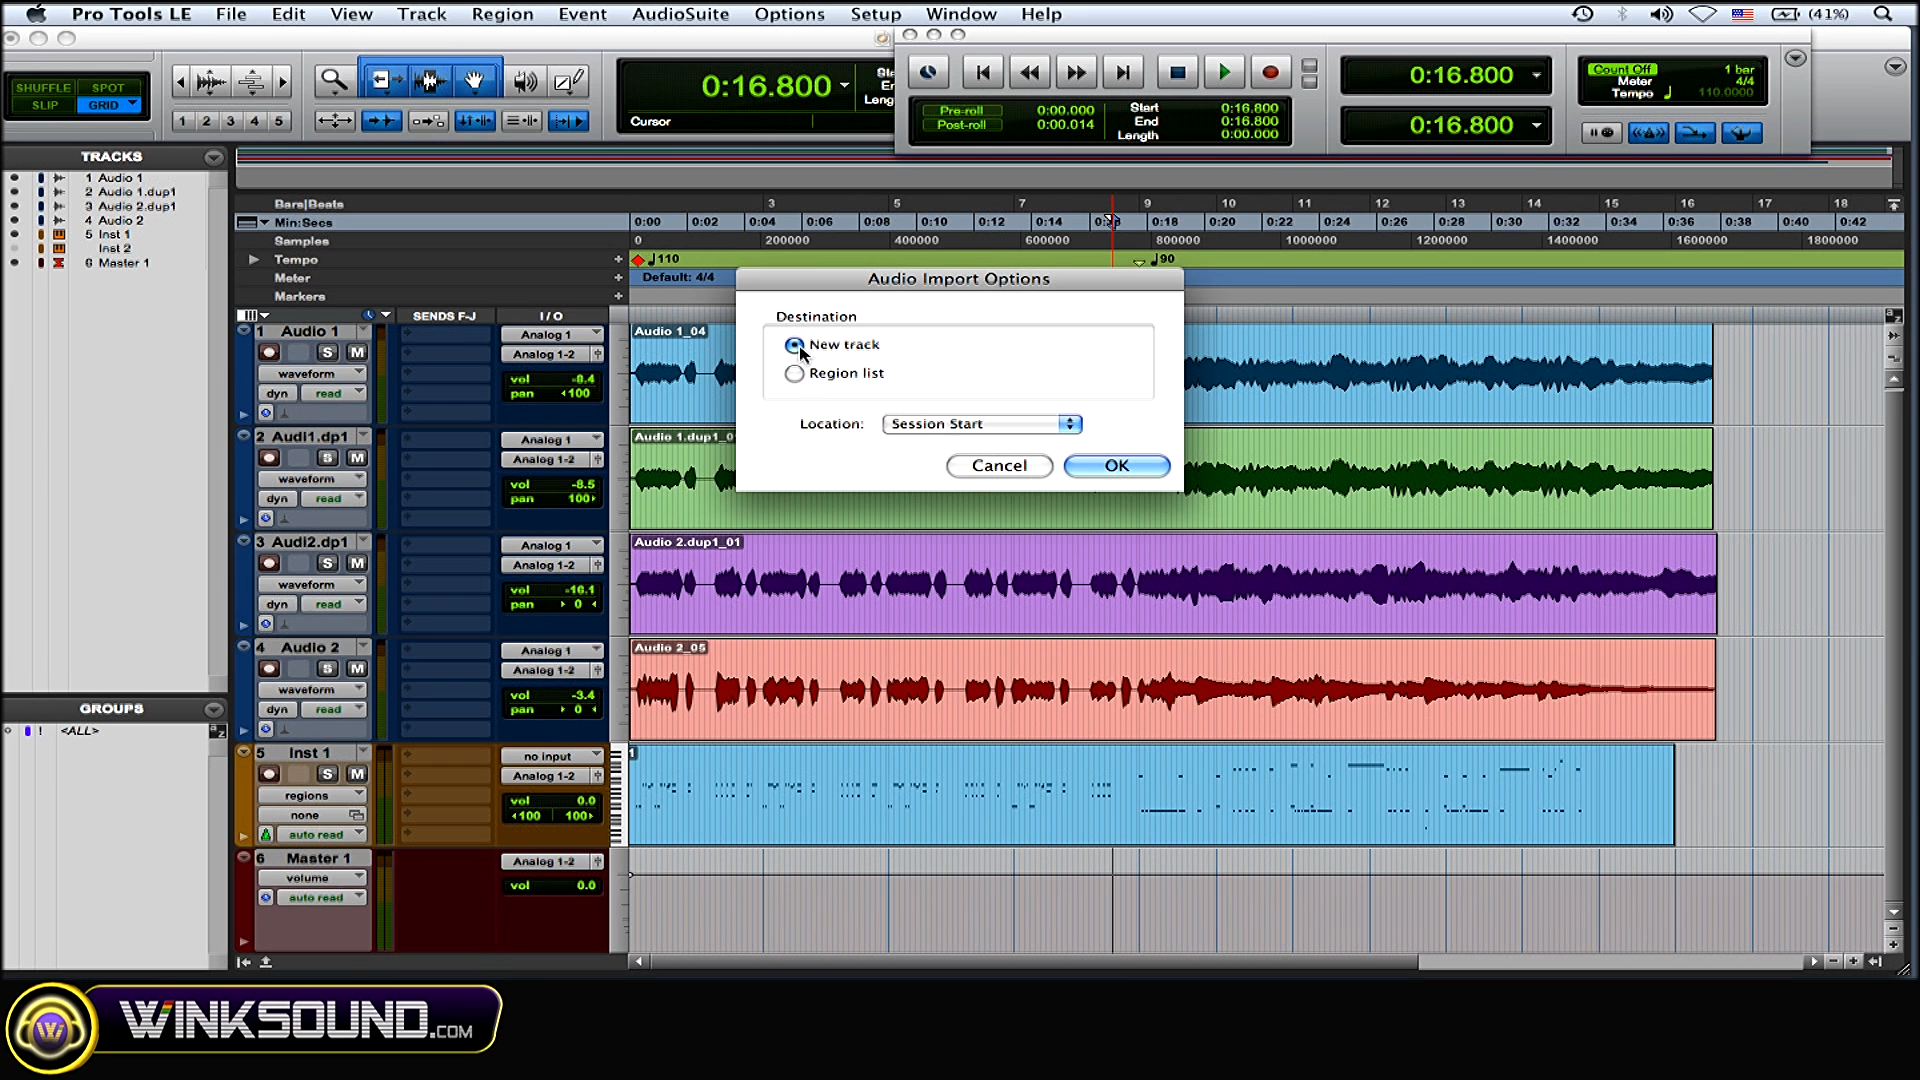 Pro Tools LE File Edit View Track Region Event AudioSuite Options Setup Window Help (41%)
SHUFFLE SPOT
SLIP GRID
1 2 3 4 5
0:16.800
Cursor
Pre-roll 0:00.000
Post-roll 0:00.014
Start 0:16.800
End 0:16.800
Length 0:00.000
0:16.800
0:16.800
Count Off 1 bar
Meter 4/4
Tempo 110.0000
TRACKS
1 Audio 1
2 Audio 1.dup1
3 Audio 2.dup1
4 Audio 2
5 Inst 1
Inst 2
6 Master 1
GROUPS
! <ALL>
Bars|Beats 3 5 7 9 10 11 12 13 14 15 16 17 18
Min:Secs 0:00 0:02 0:04 0:06 0:08 0:10 0:12 0:14 0:18 0:20 0:22 0:24 0:26 0:28 0:30 0:32 0:34 0:36 0:38 0:40 0:42
Samples 0 200000 400000 600000 800000 1000000 1200000 1400000 1600000 1800000
Tempo 110 90
Meter Default: 4/4
Markers
SENDS F-J I/O
Audio Import Options
Destination
New track
Region list
Location: Session Start
Cancel OK
1 Audio 1
S M
waveform
dyn read
Analog 1
Analog 1-2
vol -8.4
pan 100
Audio 1_04
2 Audi1.dp1
S M
waveform
dyn read
Analog 1
Analog 1-2
vol -8.5
pan 100
Audio 1.dup1_0
3 Audi2.dp1
S M
waveform
dyn read
Analog 1
Analog 1-2
vol -16.1
pan 0
Audio 2.dup1_01
4 Audio 2
S M
waveform
dyn read
Analog 1
Analog 1-2
vol -3.4
pan 0
Audio 2_05
5 Inst 1
S M
regions
none
auto read
no input
Analog 1-2
vol 0.0
100 100
6 Master 1
volume
auto read
Analog 1-2
vol 0.0
W WINKSOUND.COM